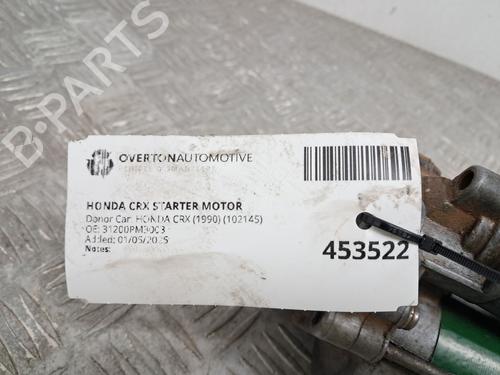 B-PARTS
OVERTONAUTOMOTIVE
HONDA CRX STARTER MOTOR
Donor Car: HONDA CRX (1990) (102145)
OE: 31200PM3003
Added: 01/05/2025
Notes:
453522